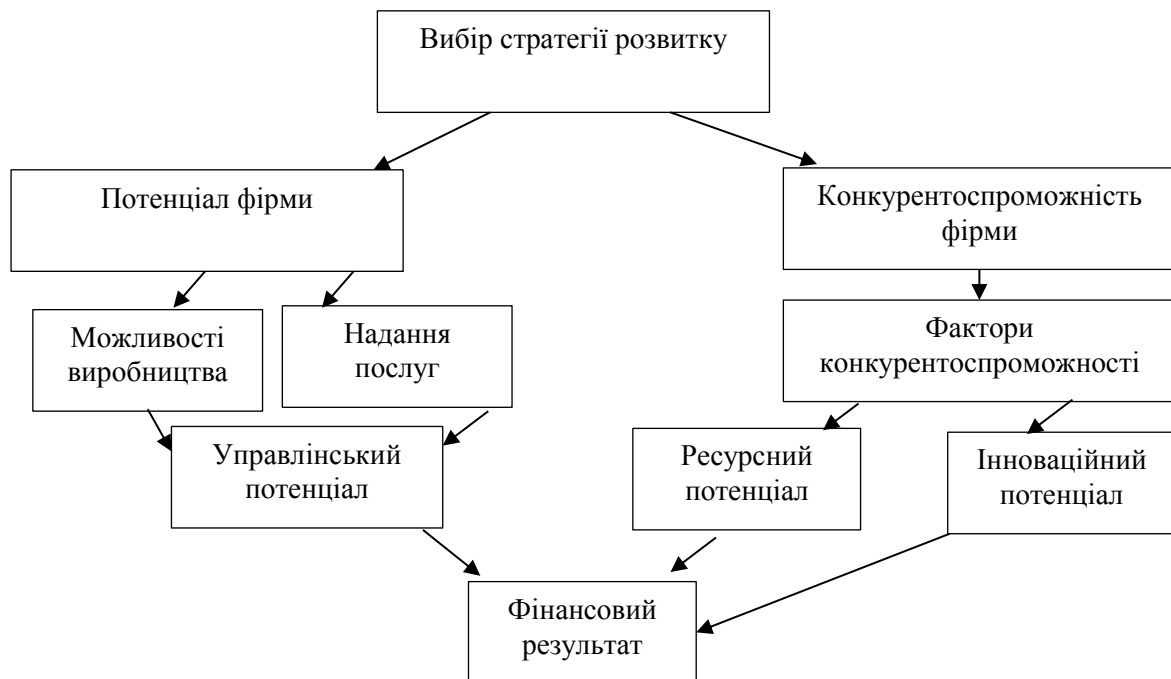 Вибір стратегії розвитку
Потенціал фірми
Конкурентоспроможність
фірми
Можливості
виробництва
Надання
послуг
Фактори
конкурентоспроможності
Управлінський
потенціал
Ресурсний
потенціал
Інноваційний
потенціал
Фінансовий
результат